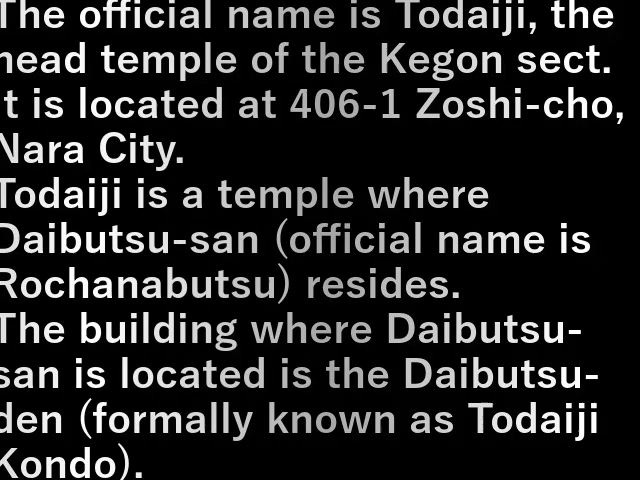 The official name is Todaiji, the
head temple of the Kegon sect.
It is located at 406-1 Zoshi-cho,
Nara City.
Todaiji is a temple where
Daibutsu-san (official name is
Rochanabutsu) resides.
The building where Daibutsu-
san is located is the Daibutsu-
den (formally known as Todaiji
Kondo).